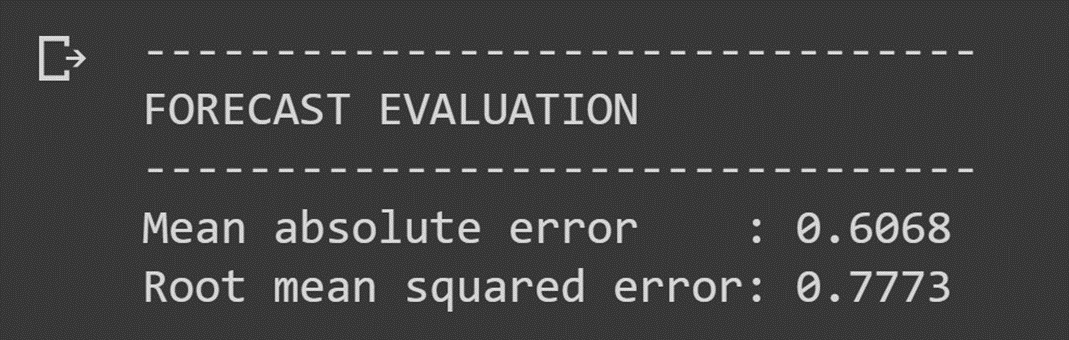 --------------------------------
FORECAST EVALUATION
--------------------------------
Mean absolute error    : 0.6068
Root mean squared error: 0.7773